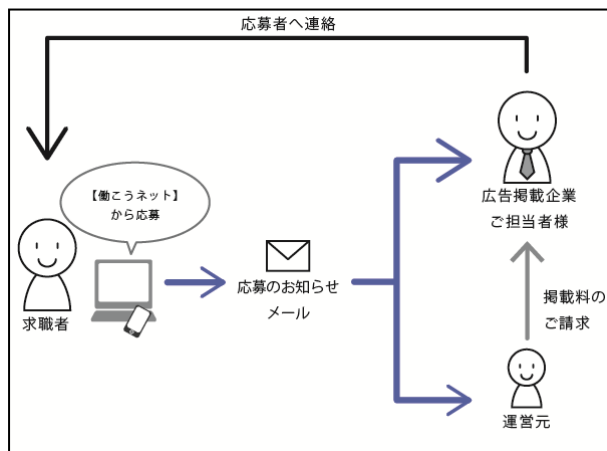 応募者へ連絡
【働こうネット】
から応募
求職者
応募のお知らせ
メール
広告掲載企業
ご担当者様
掲載料の
ご請求
運営元